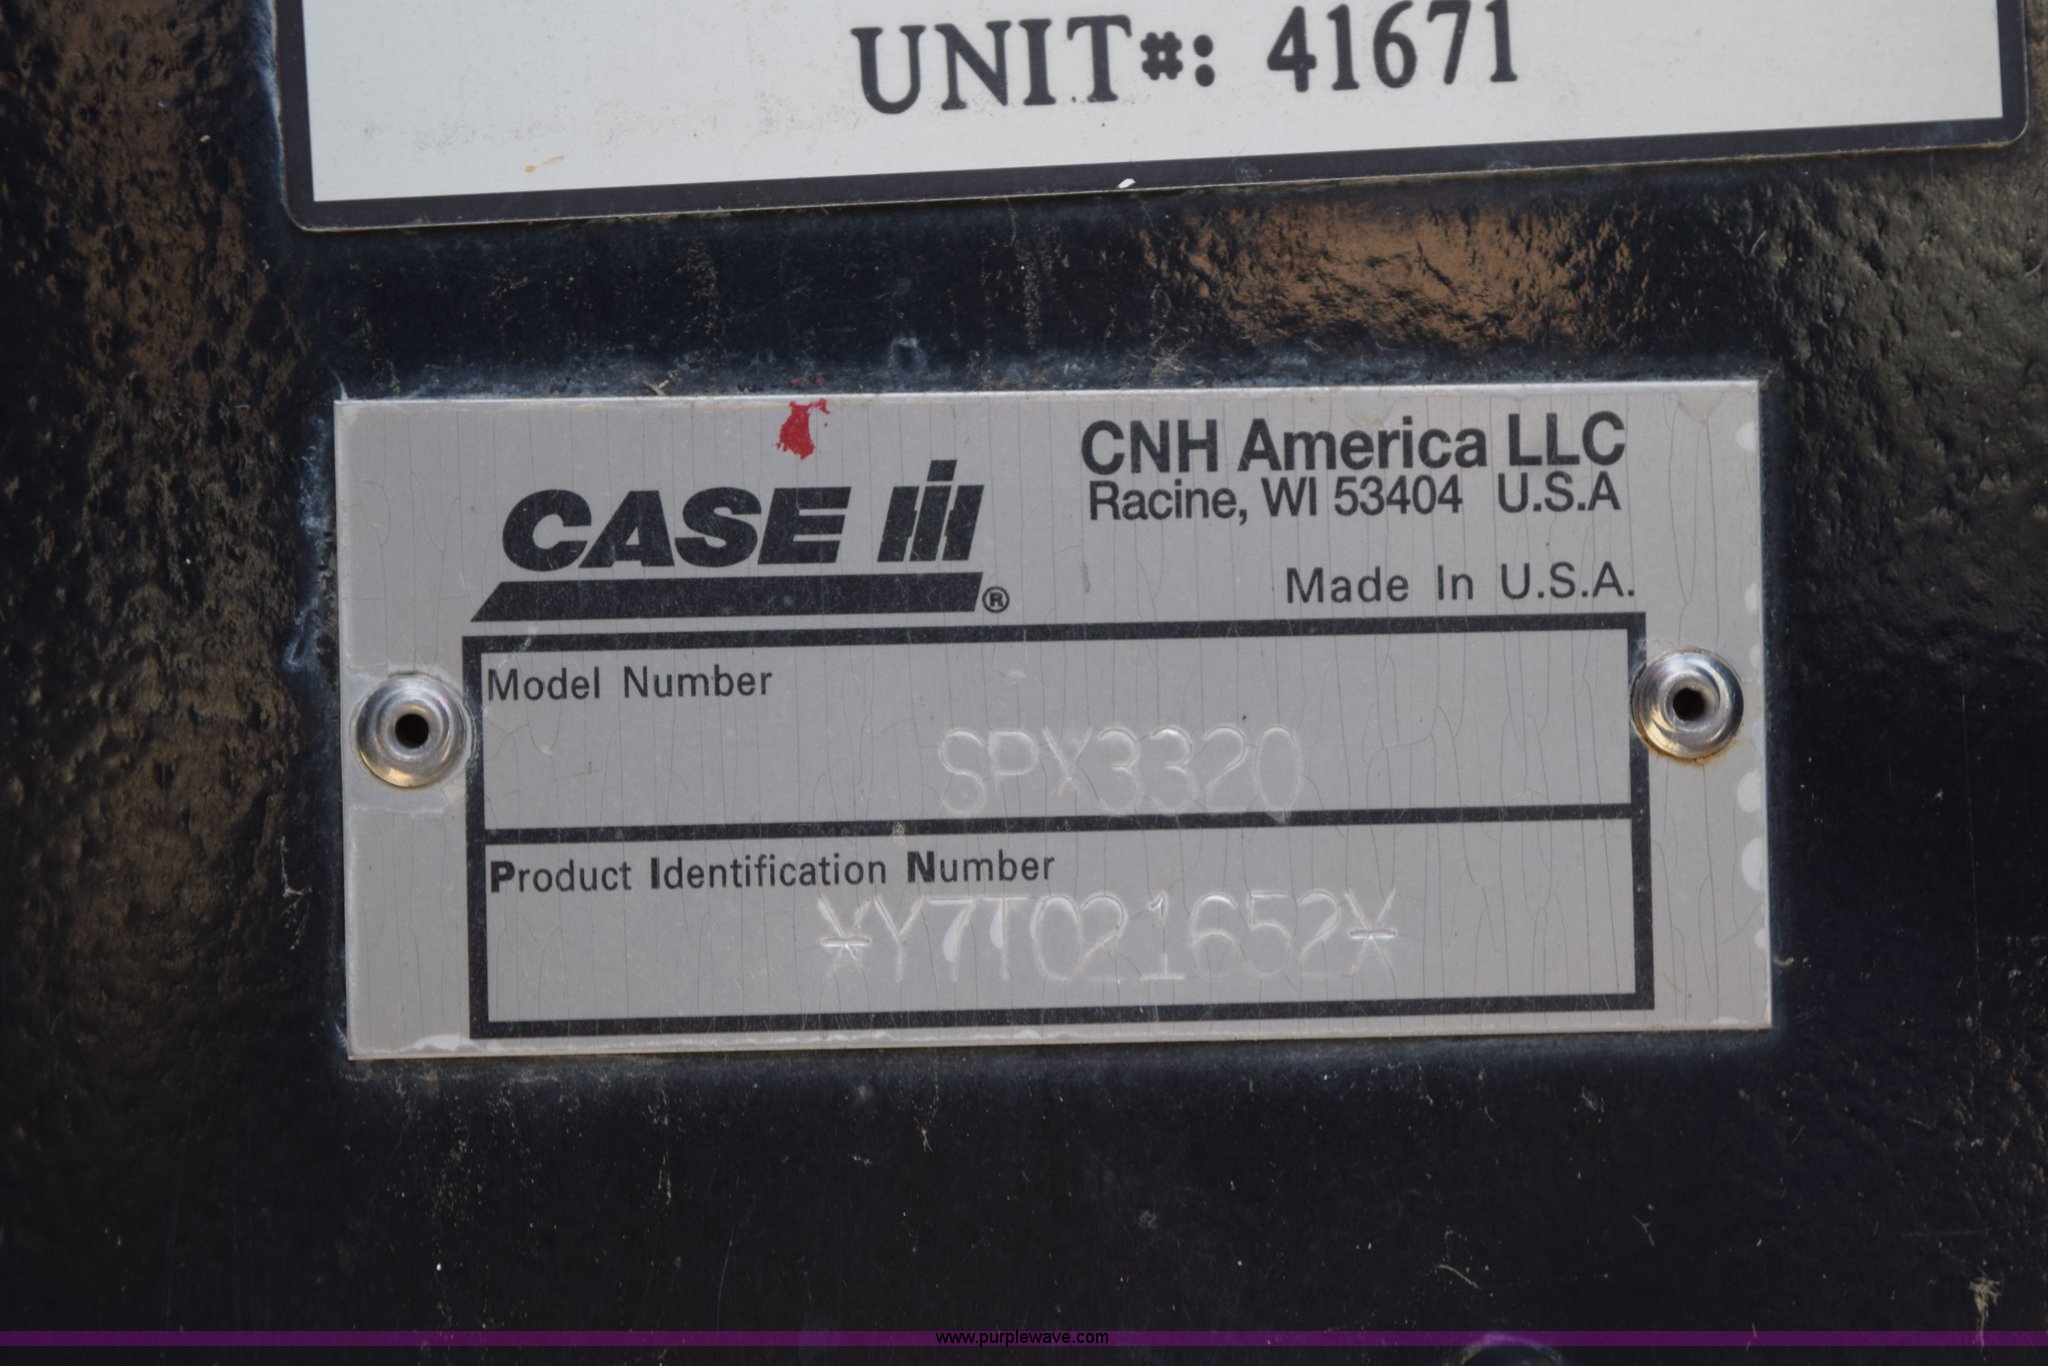 UNIT#: 41671
CNH America LLC
CASE IH®
Racine, WI 53404 U.S.A
Made In U.S.A.
Model Number
SPX3320
Product Identification Number
*Y7T021652*
www.purplewave.com